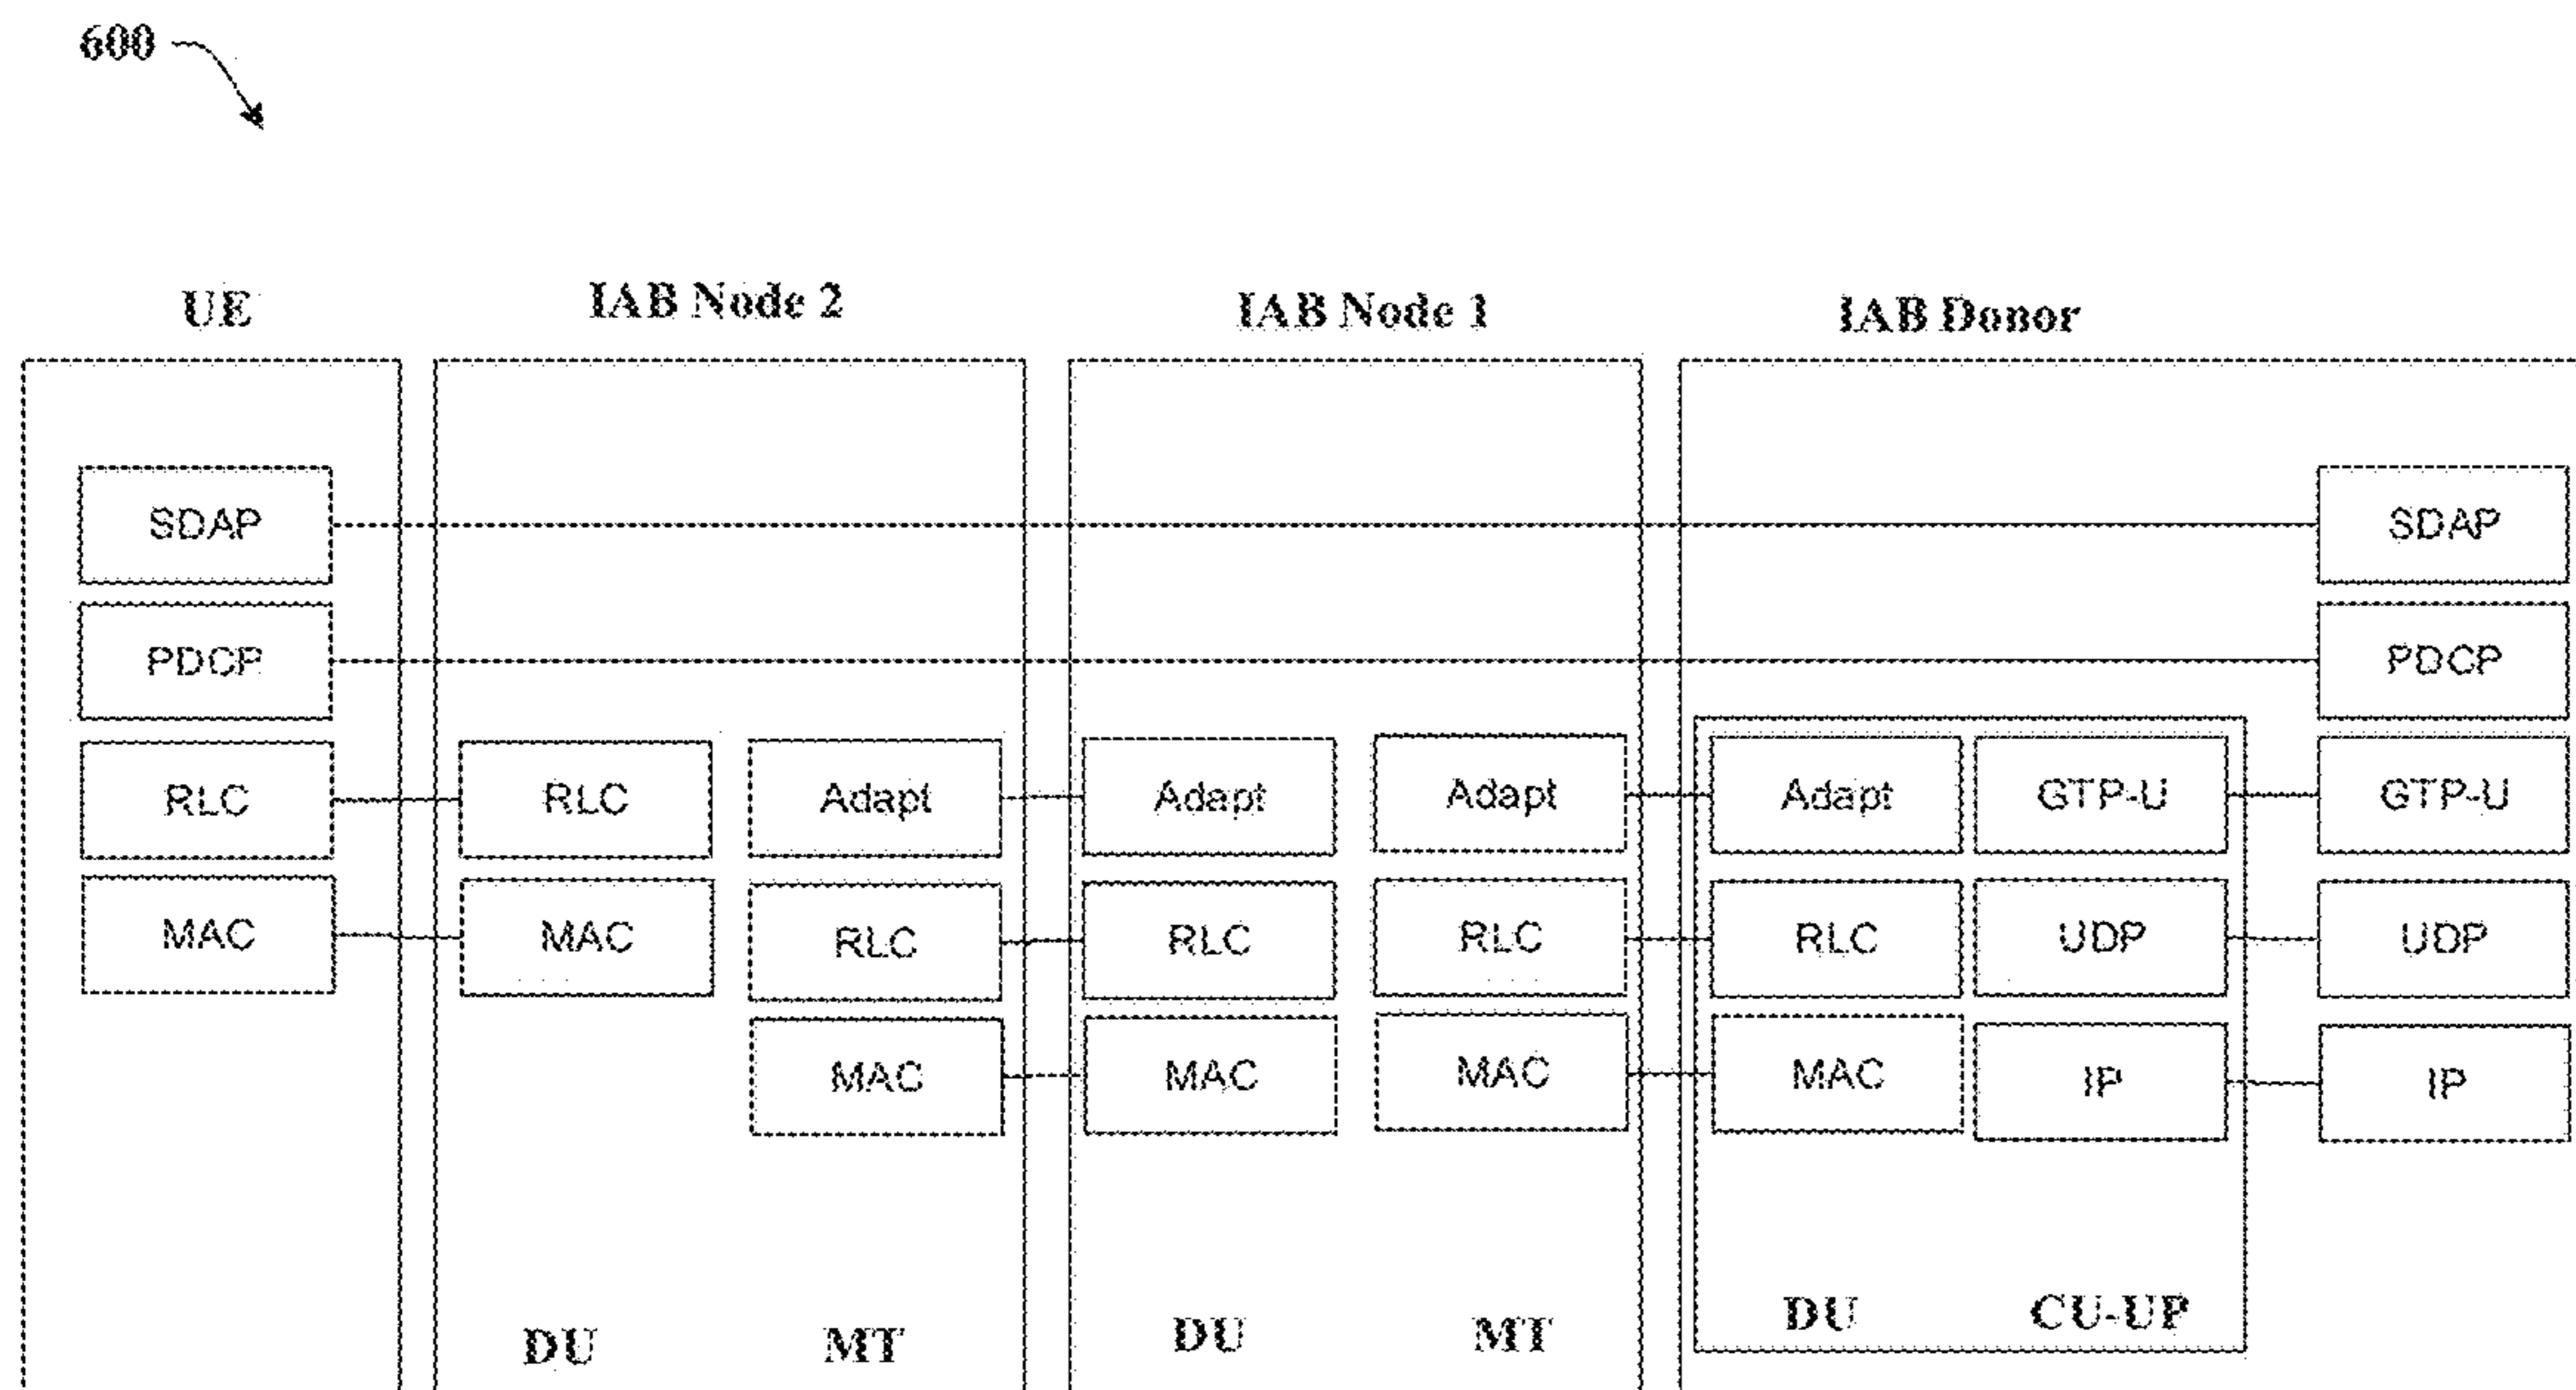 600
UE IAB Node 2 IAB Node 1 IAB Donor
SDAP SDAP
PDCP PDCP
RLC RLC Adapt Adapt Adapt Adapt GTP-U GTP-U
MAC MAC RLC RLC RLC RLC UDP UDP
MAC MAC MAC MAC IP IP
DU MT DU MT DU CU-UP